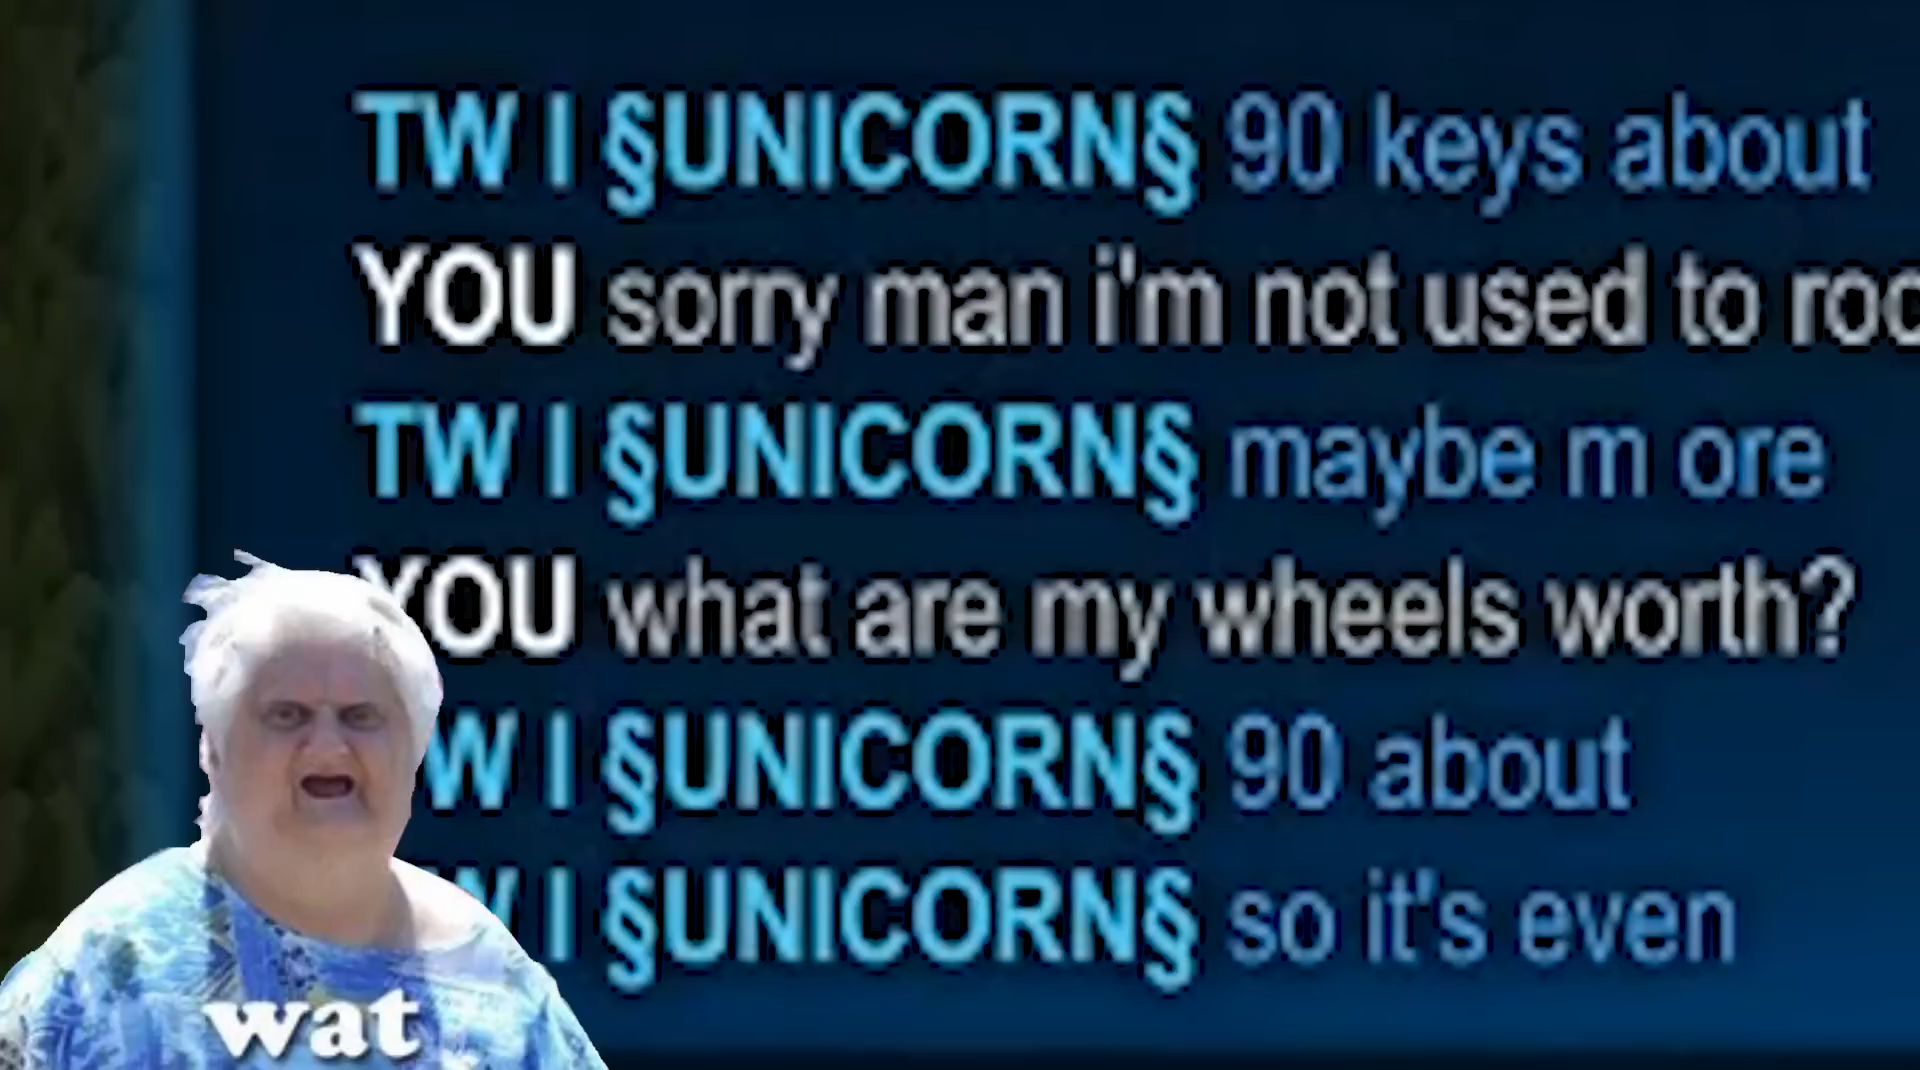 TW I §UNICORN§ 90 keys about
YOU sorry man i'm not used to roc
TW I §UNICORN§ maybe m ore
YOU what are my wheels worth?
W I §UNICORN§ 90 about
I §UNICORN§ so it's even
wat